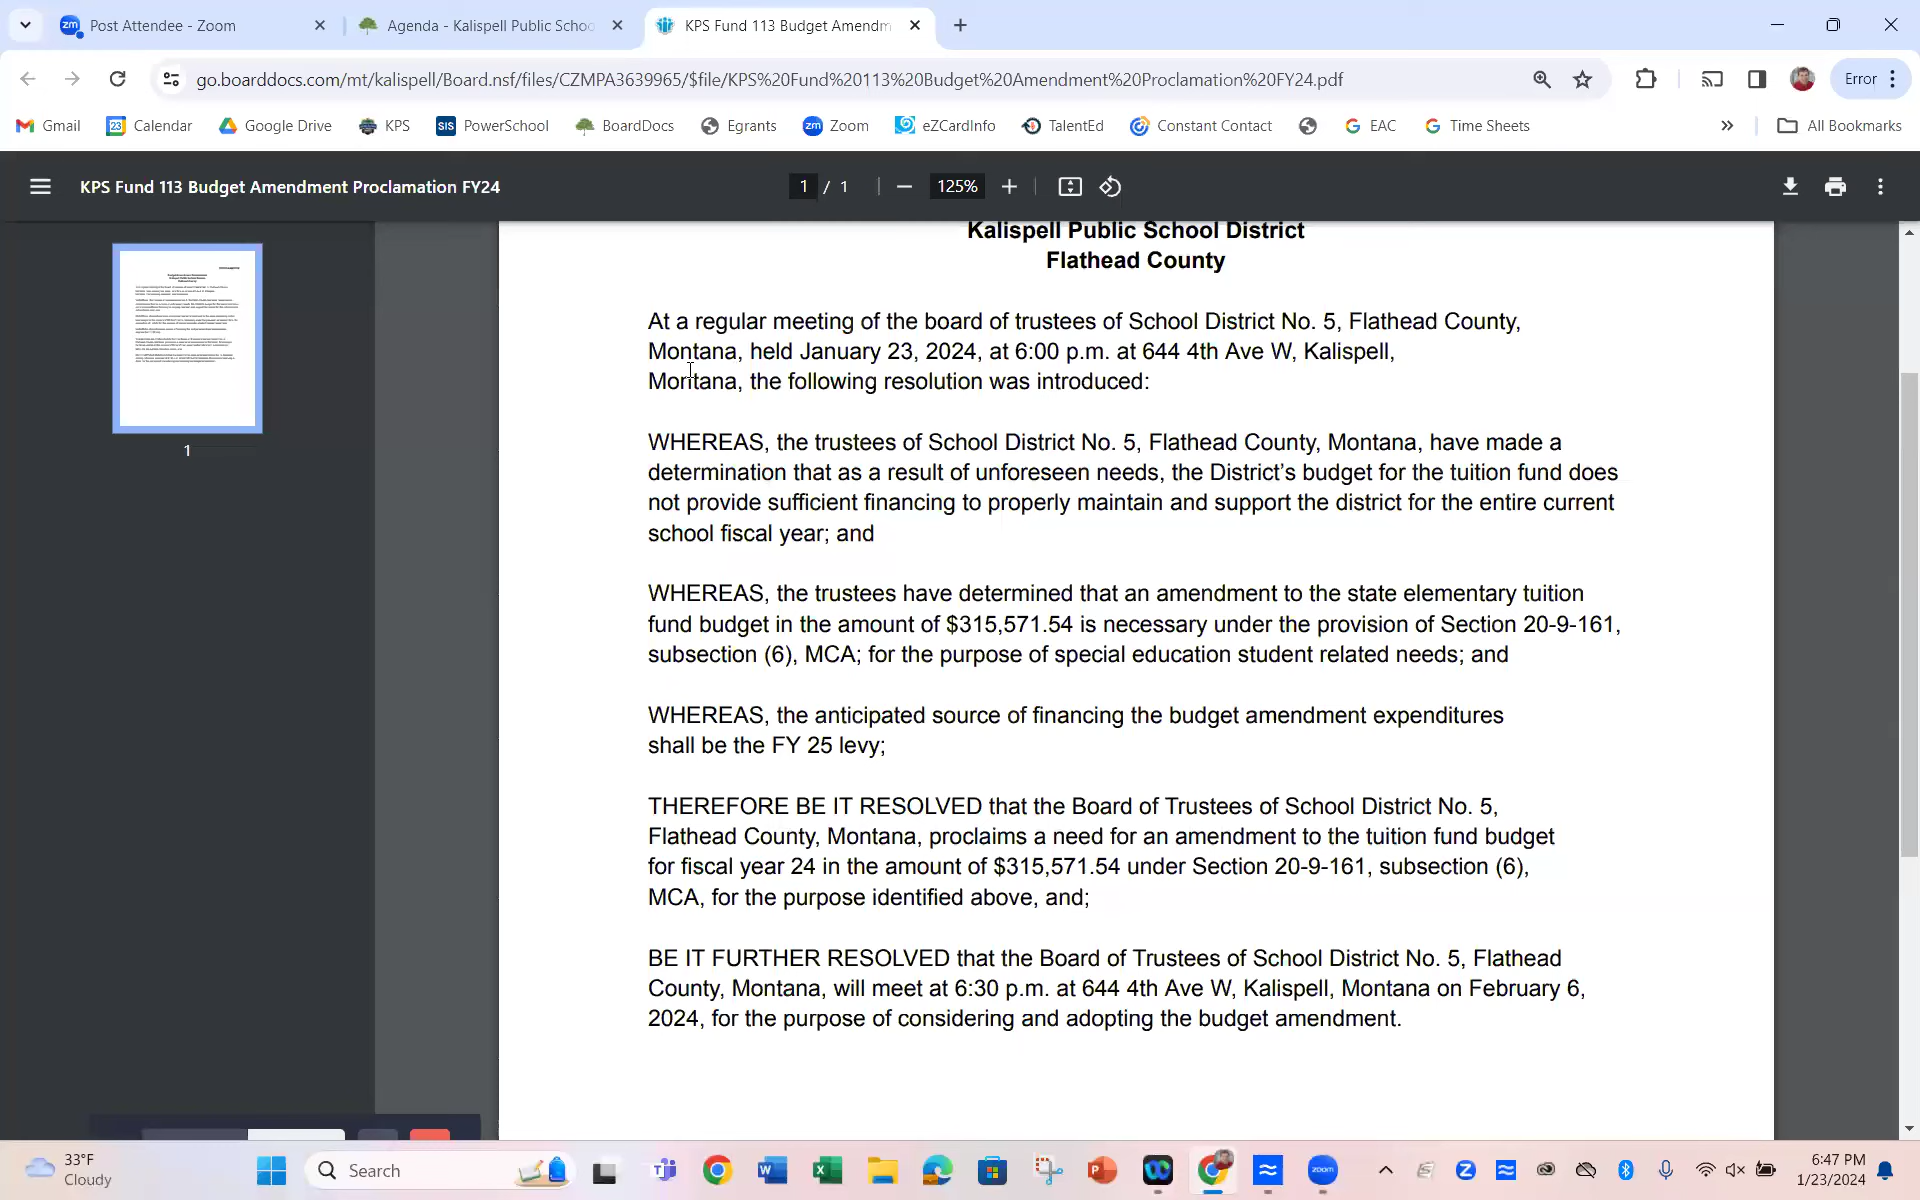 Post Attendee - Zoom
Agenda - Kalispell Public Schoo
KPS Fund 113 Budget Amendm
go.boarddocs.com/mt/kalispell/Board.nsf/files/CZMPA3639965/$file/KPS%20Fund%20113%20Budget%20Amendment%20Proclamation%20FY24.pdf
Error
Gmail
Calendar
Google Drive
KPS
PowerSchool
BoardDocs
Egrants
Zoom
eZCardInfo
TalentEd
Constant Contact
EAC
Time Sheets
All Bookmarks
KPS Fund 113 Budget Amendment Proclamation FY24
1 / 1
125%
1
Kalispell Public School District
Flathead County
At a regular meeting of the board of trustees of School District No. 5, Flathead County,
Montana, held January 23, 2024, at 6:00 p.m. at 644 4th Ave W, Kalispell,
Montana, the following resolution was introduced:
WHEREAS, the trustees of School District No. 5, Flathead County, Montana, have made a
determination that as a result of unforeseen needs, the District's budget for the tuition fund does
not provide sufficient financing to properly maintain and support the district for the entire current
school fiscal year; and
WHEREAS, the trustees have determined that an amendment to the state elementary tuition
fund budget in the amount of $315,571.54 is necessary under the provision of Section 20-9-161,
subsection (6), MCA; for the purpose of special education student related needs; and
WHEREAS, the anticipated source of financing the budget amendment expenditures
shall be the FY 25 levy;
THEREFORE BE IT RESOLVED that the Board of Trustees of School District No. 5,
Flathead County, Montana, proclaims a need for an amendment to the tuition fund budget
for fiscal year 24 in the amount of $315,571.54 under Section 20-9-161, subsection (6),
MCA, for the purpose identified above, and;
BE IT FURTHER RESOLVED that the Board of Trustees of School District No. 5, Flathead
County, Montana, will meet at 6:30 p.m. at 644 4th Ave W, Kalispell, Montana on February 6,
2024, for the purpose of considering and adopting the budget amendment.
33°F
Cloudy
Search
6:47 PM
1/23/2024